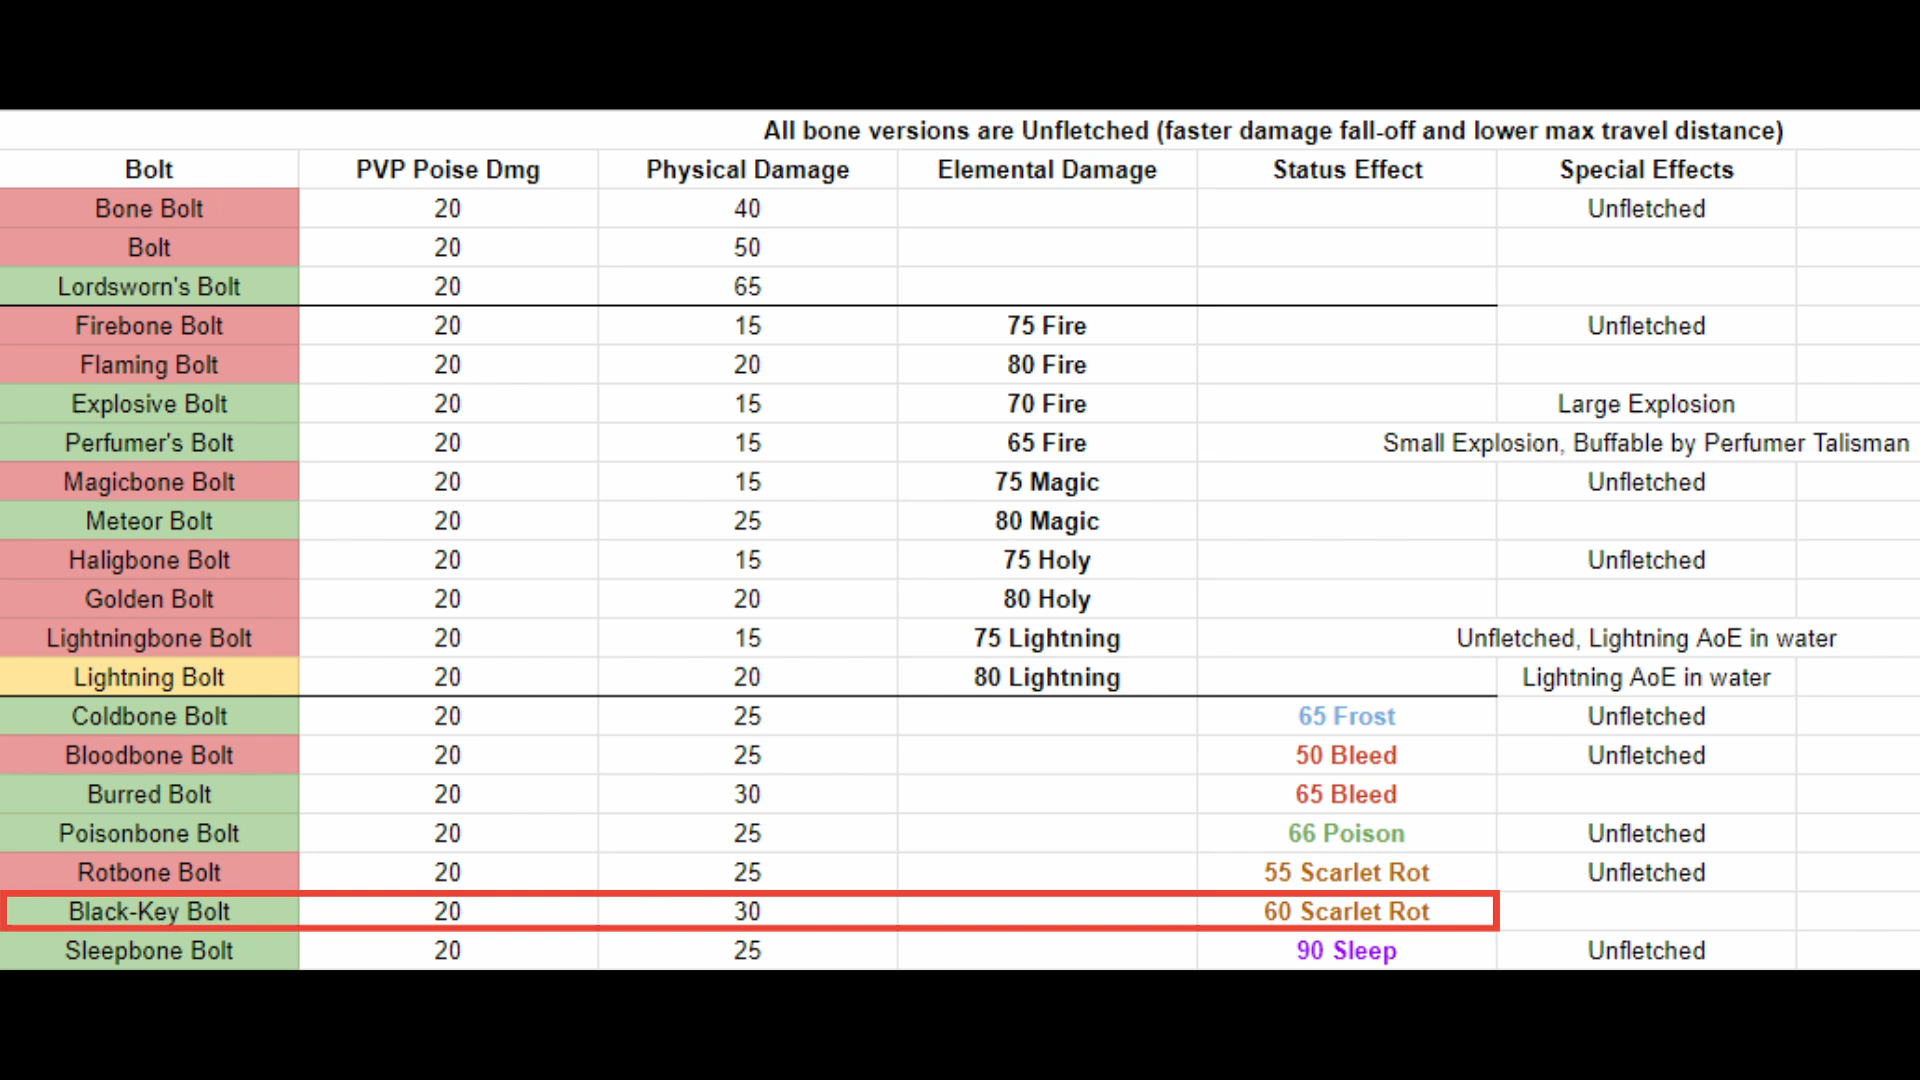 All bone versions are Unfletched (faster damage fall-off and lower max travel distance)
Bolt PVP Poise Dmg Physical Damage Elemental Damage Status Effect Special Effects
Bone Bolt 20 40 Unfletched
Bolt 20 50
Lordsworn's Bolt 20 65
Firebone Bolt 20 15 75 Fire Unfletched
Flaming Bolt 20 20 80 Fire
Explosive Bolt 20 15 70 Fire Large Explosion
Perfumer's Bolt 20 15 65 Fire Small Explosion, Buffable by Perfumer Talisman
Magicbone Bolt 20 15 75 Magic Unfletched
Meteor Bolt 20 25 80 Magic
Haligbone Bolt 20 15 75 Holy Unfletched
Golden Bolt 20 20 80 Holy
Lightningbone Bolt 20 15 75 Lightning Unfletched, Lightning AoE in water
Lightning Bolt 20 20 80 Lightning Lightning AoE in water
Coldbone Bolt 20 25 65 Frost Unfletched
Bloodbone Bolt 20 25 50 Bleed Unfletched
Burred Bolt 20 30 65 Bleed
Poisonbone Bolt 20 25 66 Poison Unfletched
Rotbone Bolt 20 25 55 Scarlet Rot Unfletched
Black-Key Bolt 20 30 60 Scarlet Rot
Sleepbone Bolt 20 25 90 Sleep Unfletched